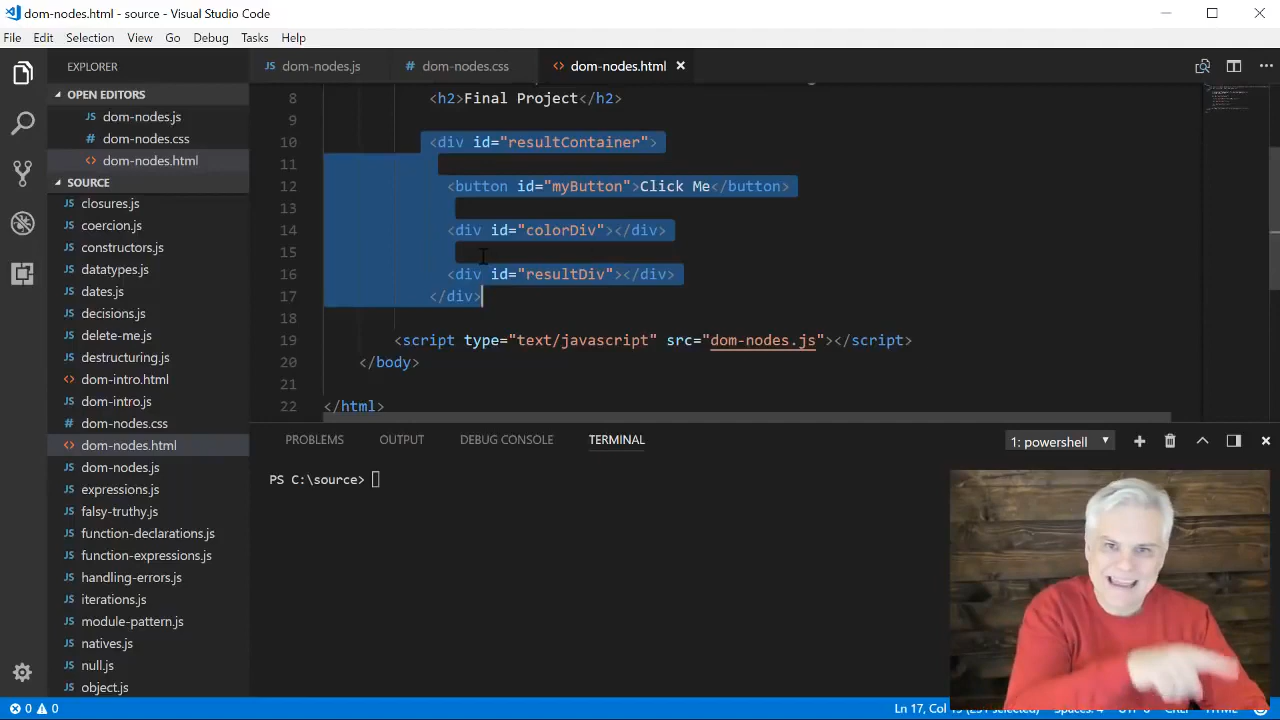 dom-nodes.html - source - Visual Studio Code
File Edit Selection View Go Debug Tasks Help
EXPLORER
dom-nodes.js
dom-nodes.css
dom-nodes.html
OPEN EDITORS
dom-nodes.js
dom-nodes.css
dom-nodes.html
SOURCE
closures.js
coercion.js
constructors.js
datatypes.js
dates.js
decisions.js
delete-me.js
destructuring.js
dom-intro.html
dom-intro.js
dom-nodes.css
dom-nodes.html
dom-nodes.js
expressions.js
falsy-truthy.js
function-declarations.js
function-expressions.js
handling-errors.js
iterations.js
module-pattern.js
natives.js
null.js
object.js
8 <h2>Final Project</h2>
9
10 <div id="resultContainer">
11
12 <button id="myButton">Click Me</button>
13
14 <div id="colorDiv"></div>
15
16 <div id="resultDiv"></div>
17 </div>
18
19 <script type="text/javascript" src="dom-nodes.js"></script>
20 </body>
21
22 </html>
PROBLEMS OUTPUT DEBUG CONSOLE TERMINAL
1: powershell
PS C:\source>
0 0
Ln 17, Col